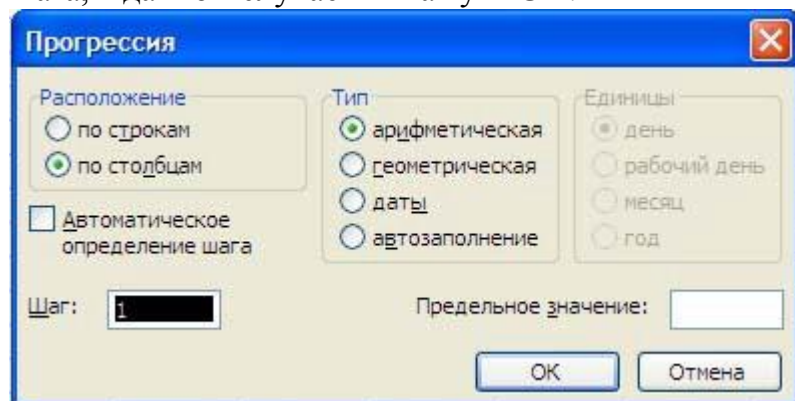 Прогрессия
Расположение
по строкам
по столбцам
Автоматическое
определение шага
Тип
арифметическая
геометрическая
даты
автозаполнение
Единицы
день
рабочий день
месяц
год
Шаг: 1
Предельное значение:
ОК
Отмена